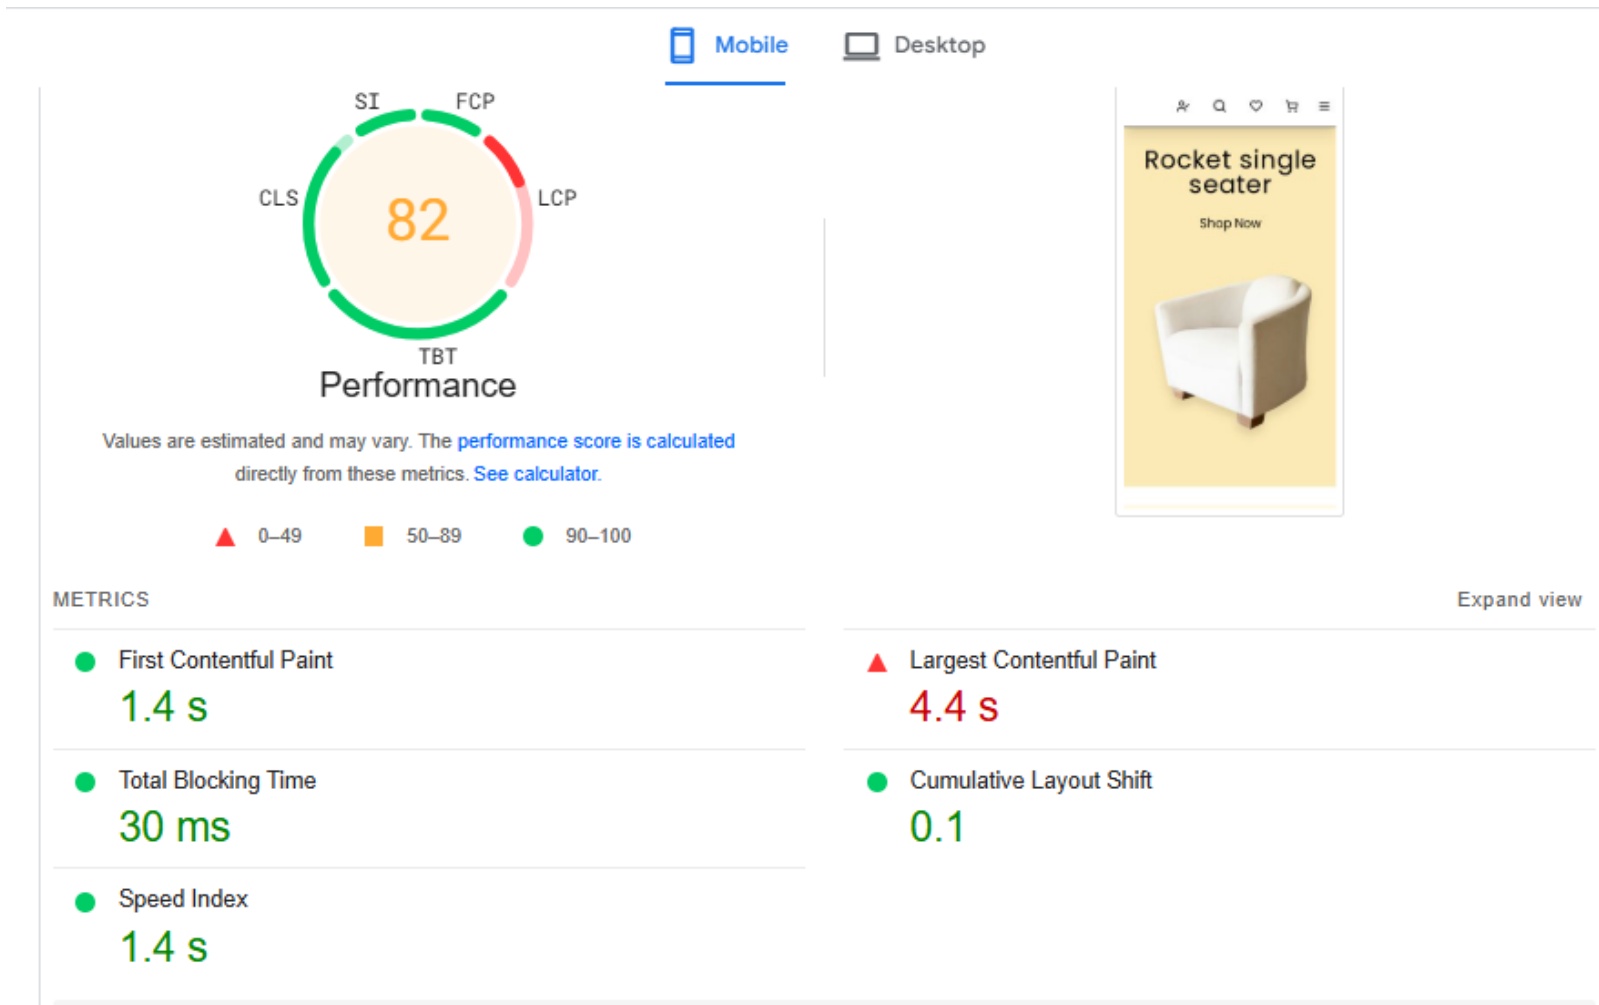 Mobile
Desktop
SI
FCP
CLS
LCP
82
TBT
Performance
Values are estimated and may vary. The performance score is calculated
directly from these metrics. See calculator.
0–49
50–89
90–100
Rocket single
seater
Shop Now
METRICS
Expand view
First Contentful Paint
1.4 s
Largest Contentful Paint
4.4 s
Total Blocking Time
30 ms
Cumulative Layout Shift
0.1
Speed Index
1.4 s